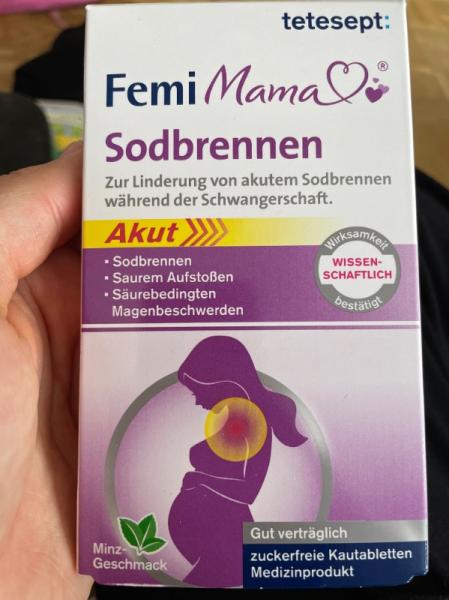 tetesept:
Femi Mama ®
Sodbrennen
Zur Linderung von akutem Sodbrennen
während der Schwangerschaft.
Akut
· Sodbrennen
· Saurem Aufstoßen
· Säurebedingten
Magenbeschwerden
Wirksamkeit
WISSEN-
SCHAFTLICH
bestätigt
Minz-
Geschmack
Gut verträglich
zuckerfreie Kautabletten
Medizinprodukt